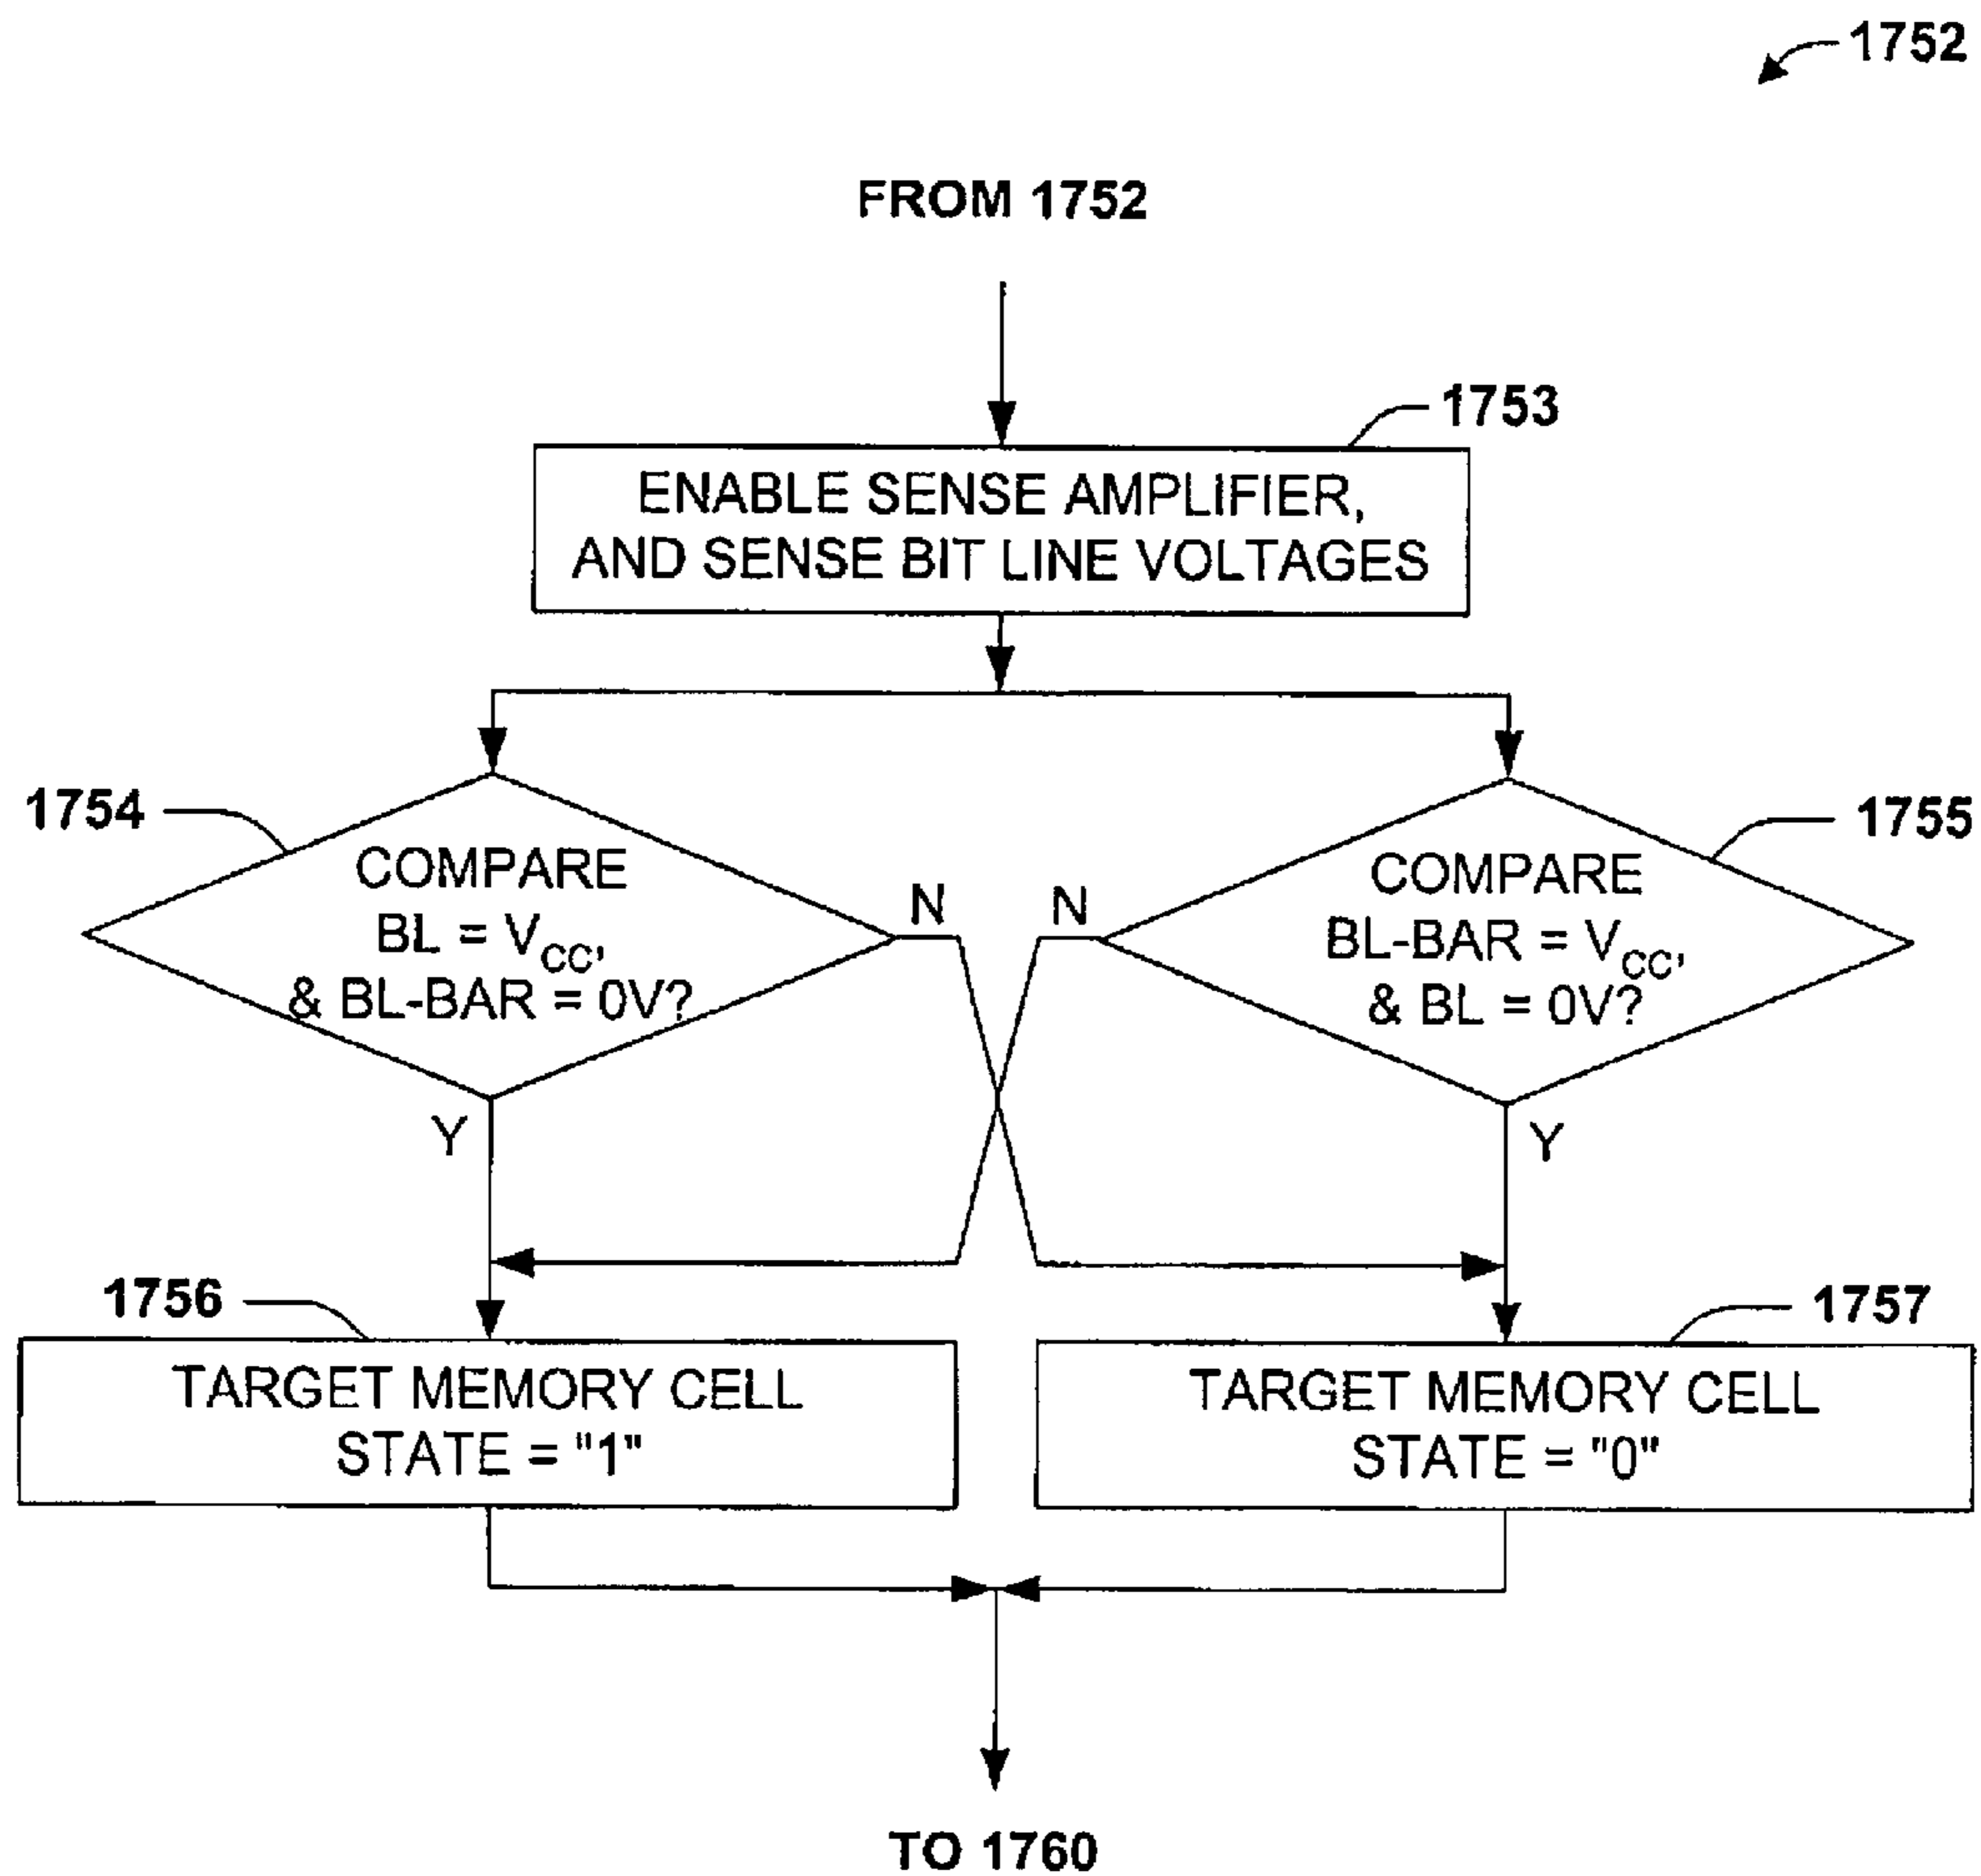 1752
FROM 1752
1753
ENABLE SENSE AMPLIFIER,
AND SENSE BIT LINE VOLTAGES
1754
COMPARE
BL = VCC,
& BL-BAR = 0V?
N
Y
1755
COMPARE
BL-BAR = VCC,
& BL = 0V?
N
Y
1756
TARGET MEMORY CELL
STATE = "1"
1757
TARGET MEMORY CELL
STATE = "0"
TO 1760